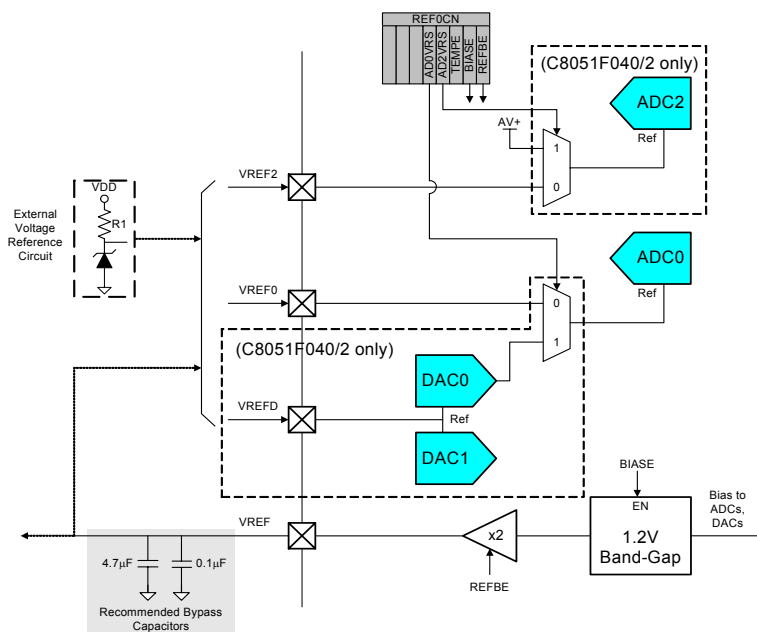 REF0CN
AD0VRS
AD2VRS
TEMPE
BIASE
REFBE
(C8051F040/2 only)
ADC2
AV+
Ref
1
0
VDD
R1
External
Voltage
Reference
Circuit
VREF2
VREF0
ADC0
Ref
0
1
(C8051F040/2 only)
DAC0
VREFD
Ref
DAC1
BIASE
EN
1.2V
Band-Gap
Bias to
ADCs,
DACs
VREF
x2
REFBE
4.7µF
0.1µF
Recommended Bypass
Capacitors